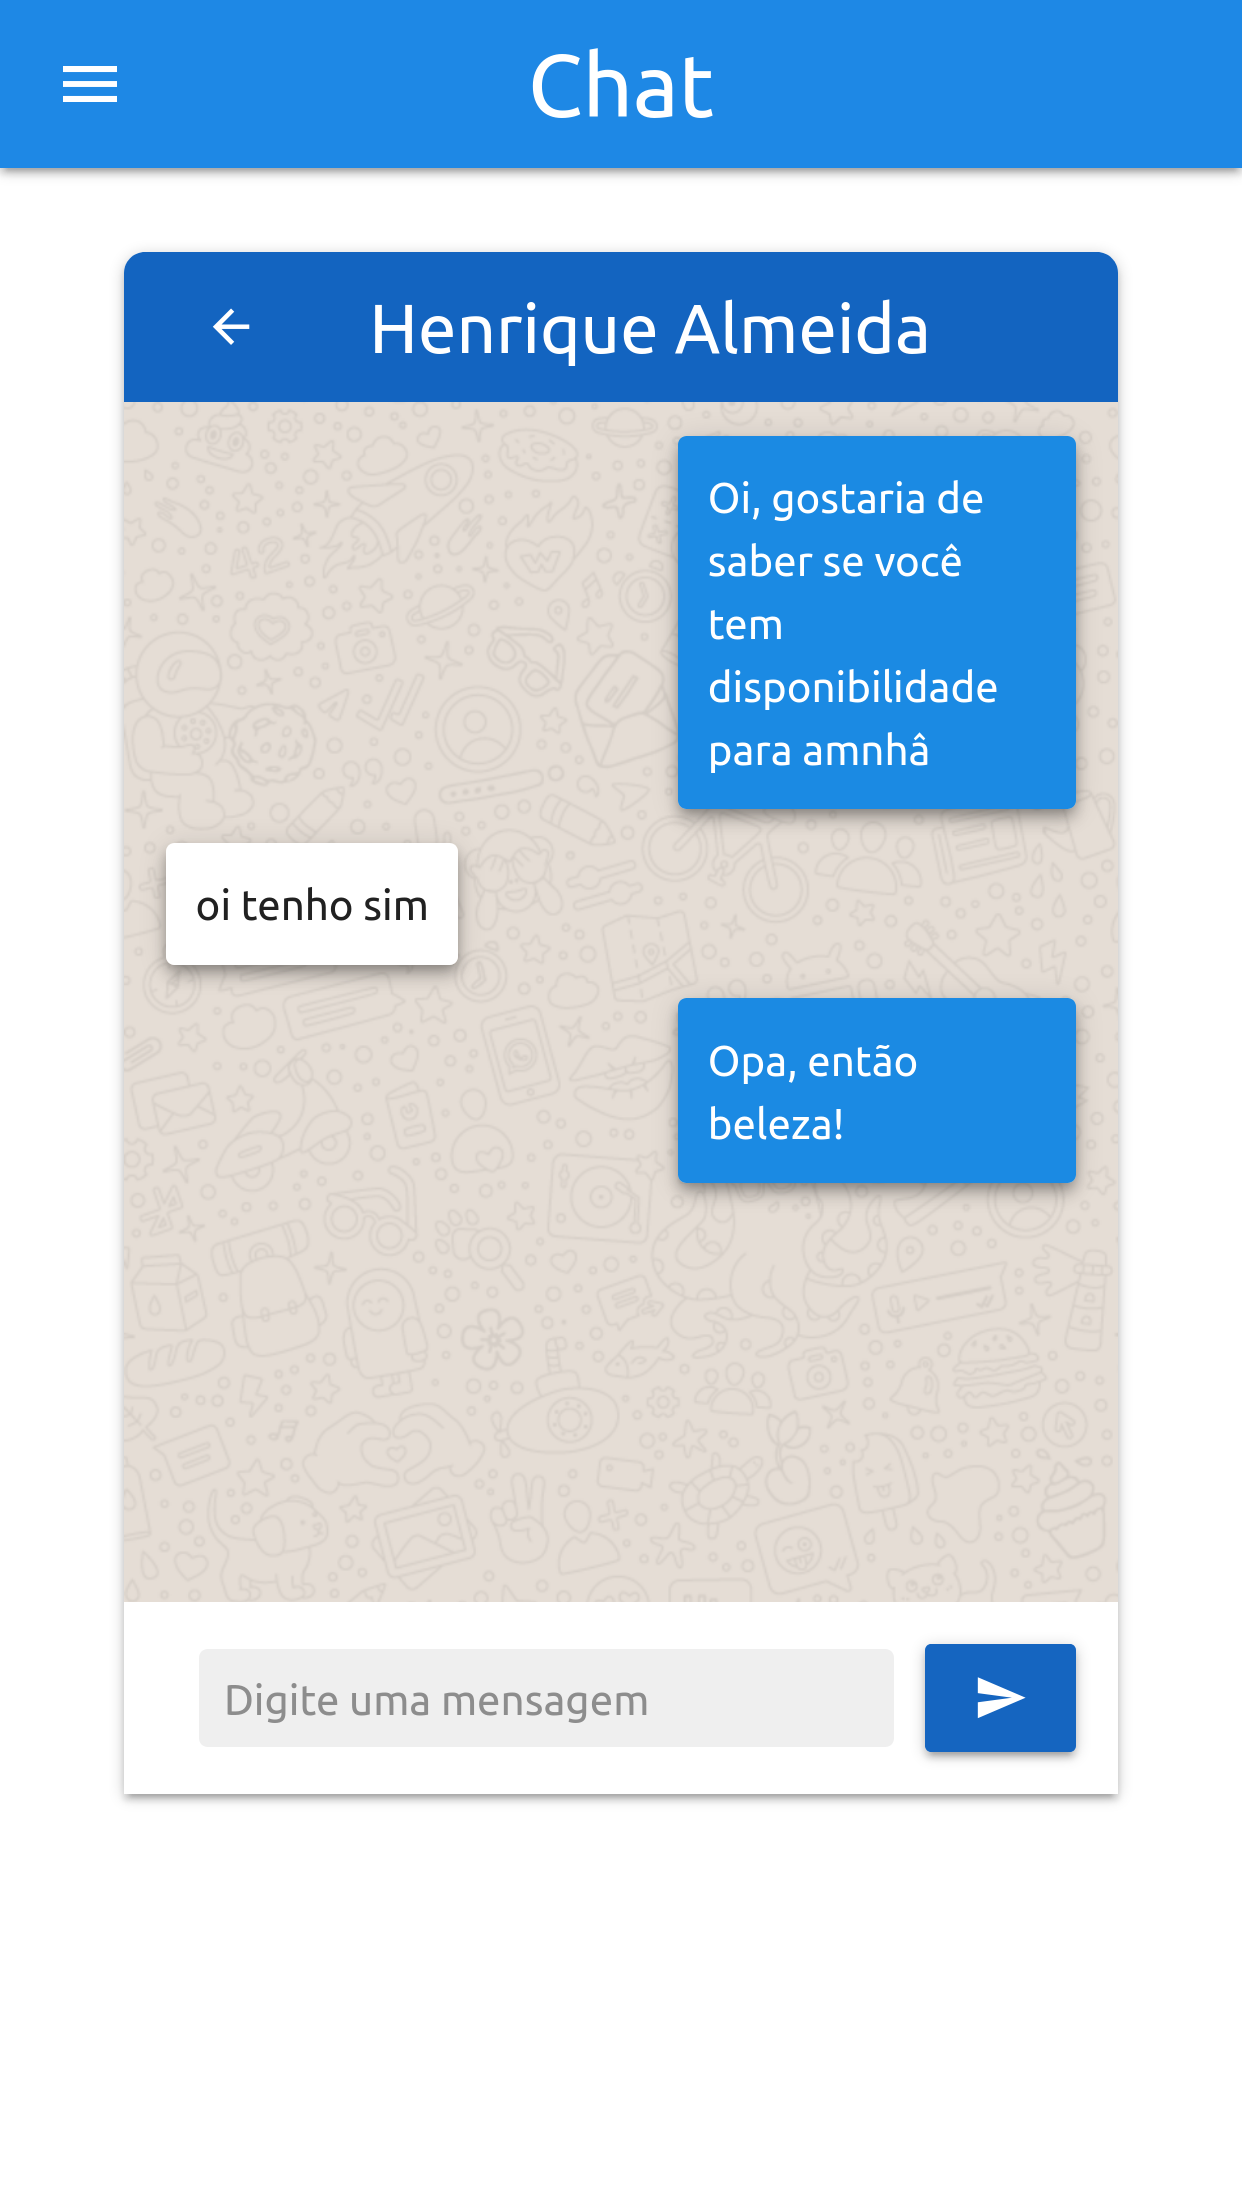 Chat
Henrique Almeida
Oi, gostaria de
saber se você
tem
disponibilidade
para amnhâ
oi tenho sim
Opa, então
beleza!
Digite uma mensagem